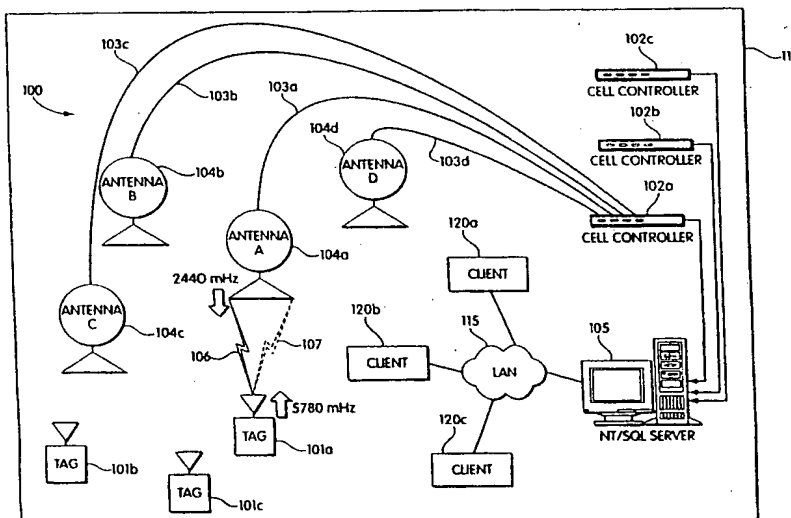 103c
102c
11
100
103b
103a
CELL CONTROLLER
104d
102b
ANTENNA
B
104b
ANTENNA
D
103d
CELL CONTROLLER
102a
ANTENNA
A
104a
120a
CELL CONTROLLER
2440 mHz
CLIENT
ANTENNA
C
104c
106
107
120b
115
105
CLIENT
LAN
5780 mHz
TAG
101a
120c
NT/SQL SERVER
TAG
101b
TAG
101c
CLIENT